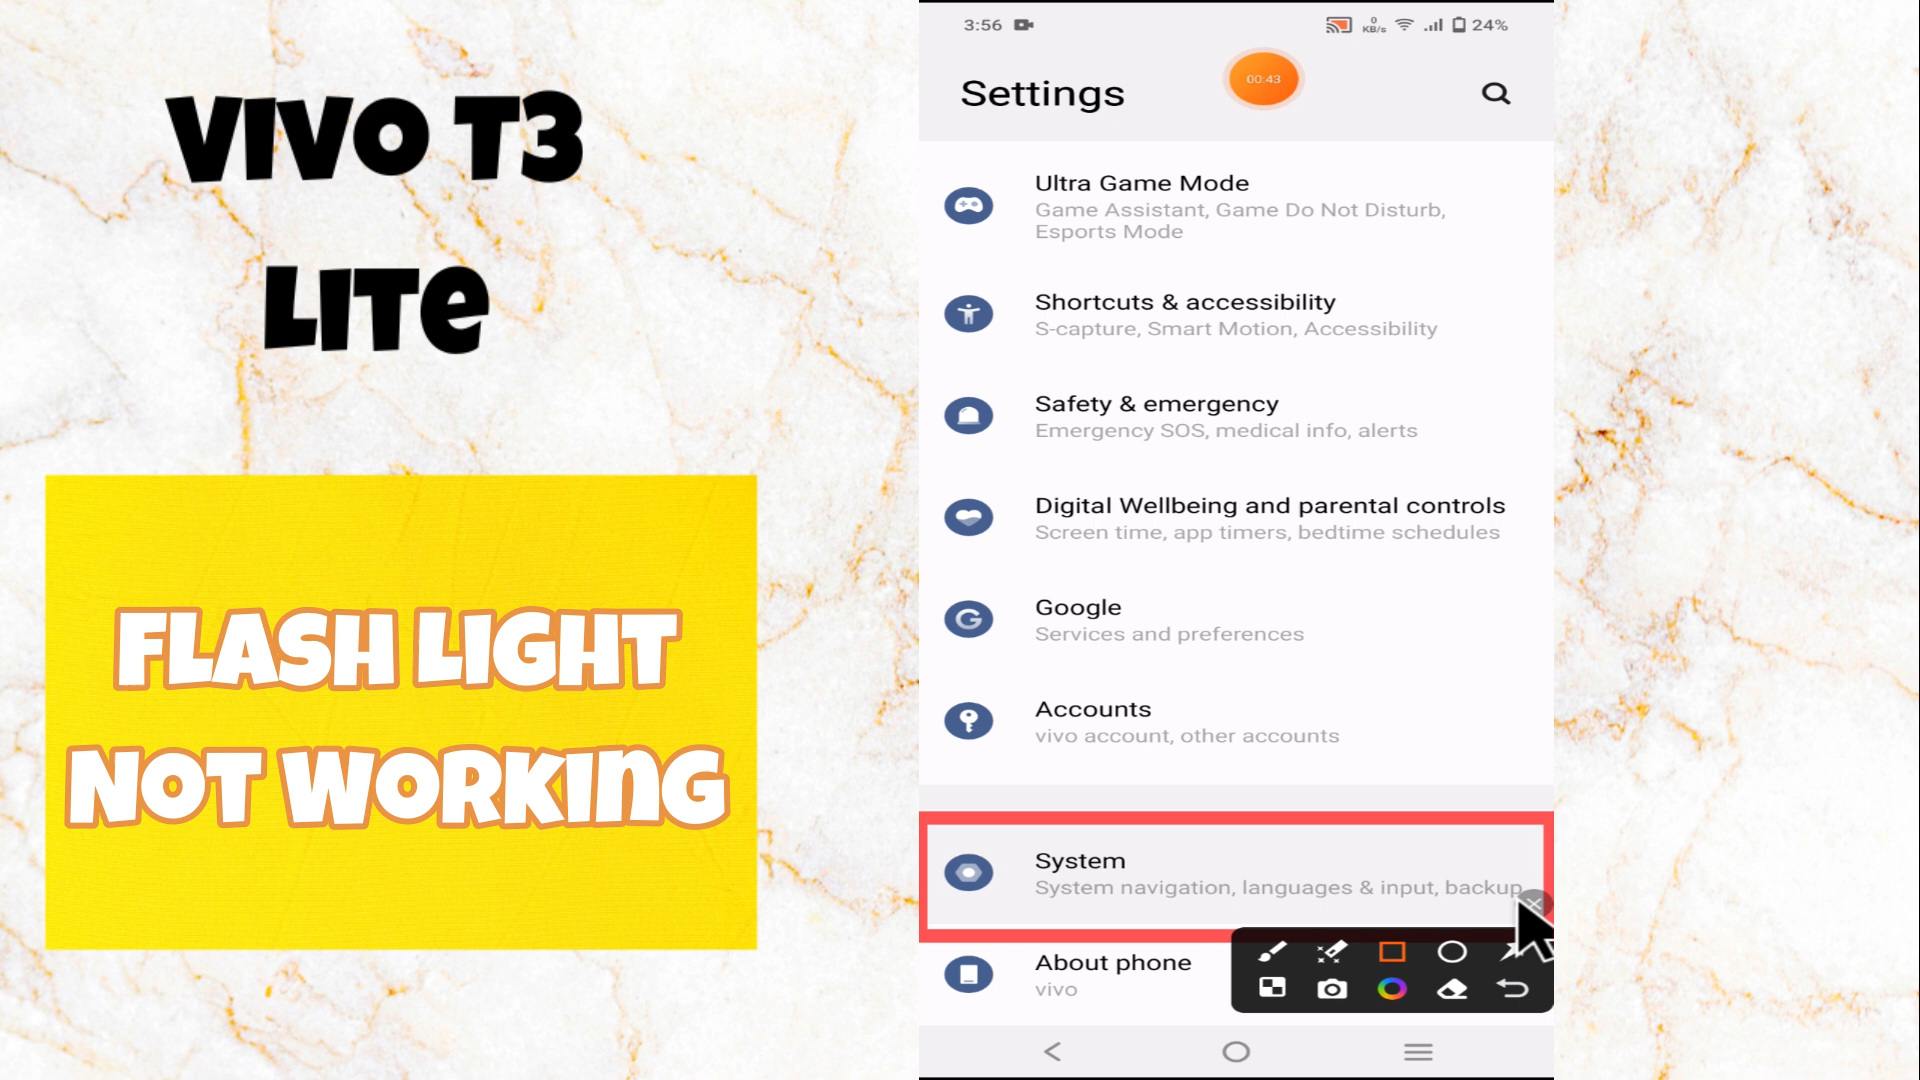 VIVO T3
LITE
FLASH LIGHT
NOT WORKING
3:56
0
KB/s
24%
Settings
00:43
Ultra Game Mode
Game Assistant, Game Do Not Disturb,
Esports Mode
Shortcuts & accessibility
S-capture, Smart Motion, Accessibility
Safety & emergency
Emergency SOS, medical info, alerts
Digital Wellbeing and parental controls
Screen time, app timers, bedtime schedules
Google
Services and preferences
Accounts
vivo account, other accounts
System
System navigation, languages & input, backup
About phone
vivo